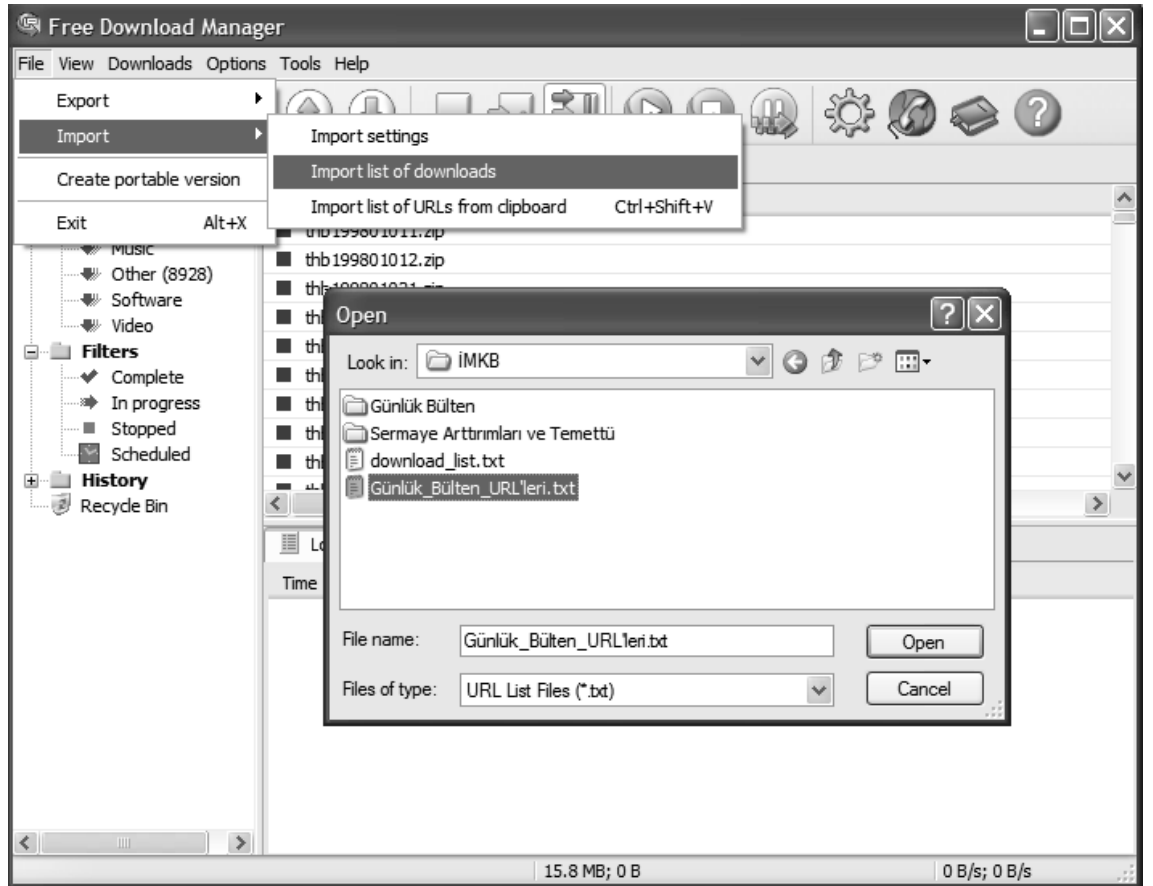 Free Download Manager
File View Downloads Options Tools Help
Export
Import
Create portable version
Exit Alt+X
Import settings
Import list of downloads
Import list of URLs from clipboard Ctrl+Shift+V
Music
Other (8928)
Software
Video
Filters
Complete
In progress
Stopped
Scheduled
History
Recycle Bin
thb199801011.zip
thb199801012.zip
Open
Look in: İMKB
Günlük Bülten
Sermaye Arttırımları ve Temettü
download_list.txt
Günlük_Bülten_URL'leri.txt
File name: Günlük_Bülten_URL'leri.txt Open
Files of type: URL List Files (*.txt) Cancel
Time
15.8 MB; 0 B 0 B/s; 0 B/s